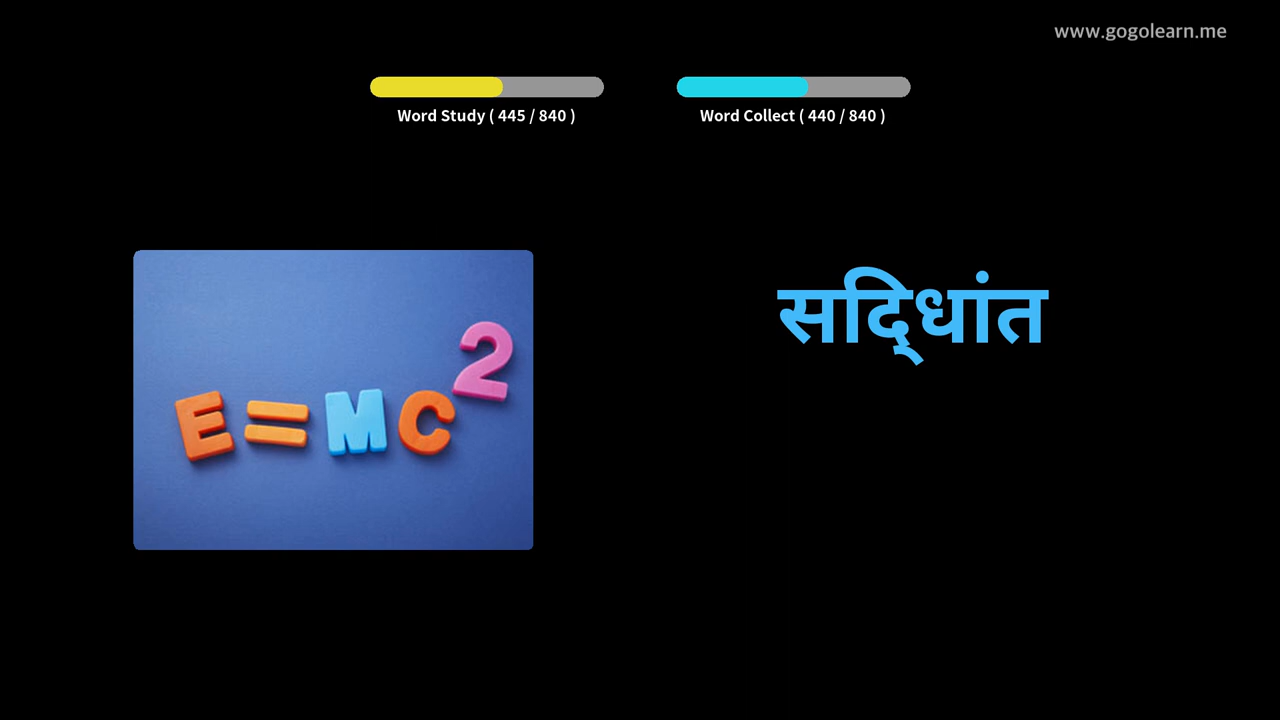 www.gogolearn.me
Word Study ( 445 / 840 )
Word Collect ( 440 / 840 )
E=MC²
सदि्धांत